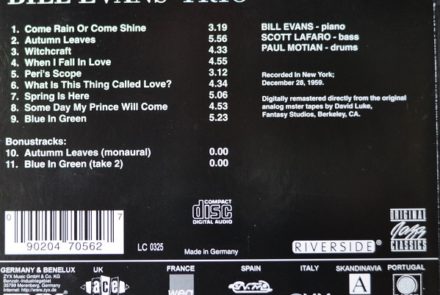 BILL EVANS TRIO
1. Come Rain Or Come Shine 3.19
2. Autumn Leaves 5.56
3. Witchcraft 4.33
4. When I Fall In Love 4.55
5. Peri's Scope 3.12
6. What is This Thing Called Love? 4.34
7. Spring Is Here 5.06
8. Some Day My Prince Will Come 4.53
9. Blue In Green 5.23
Bonustracks:
10. Autumn Leaves (monaural) 0.00
11. Blue In Green (take 2) 0.00
BILL EVANS - piano
SCOTT LAFARO - bass
PAUL MOTIAN - drums
Recorded In New York;
December 28, 1959.
Digitally remastered directly from the original
analog mster tapes by David Luke,
Fantasy Studios, Berkeley, CA.
0 7
90204 70562
LC 0325
COMPACT
disc
DIGITAL AUDIO
Made in Germany
RIVERSIDE
ORIGINAL
Jazz
CLASSICS
GERMANY & BENELUX
ZYX Music GmbH & Co. KG
Benzstraße-Industriegebiet
35799 Merenberg, Germany
UK
ace
FRANCE
SPAIN
ITALY
SKANDINAVIA
PORTUGAL